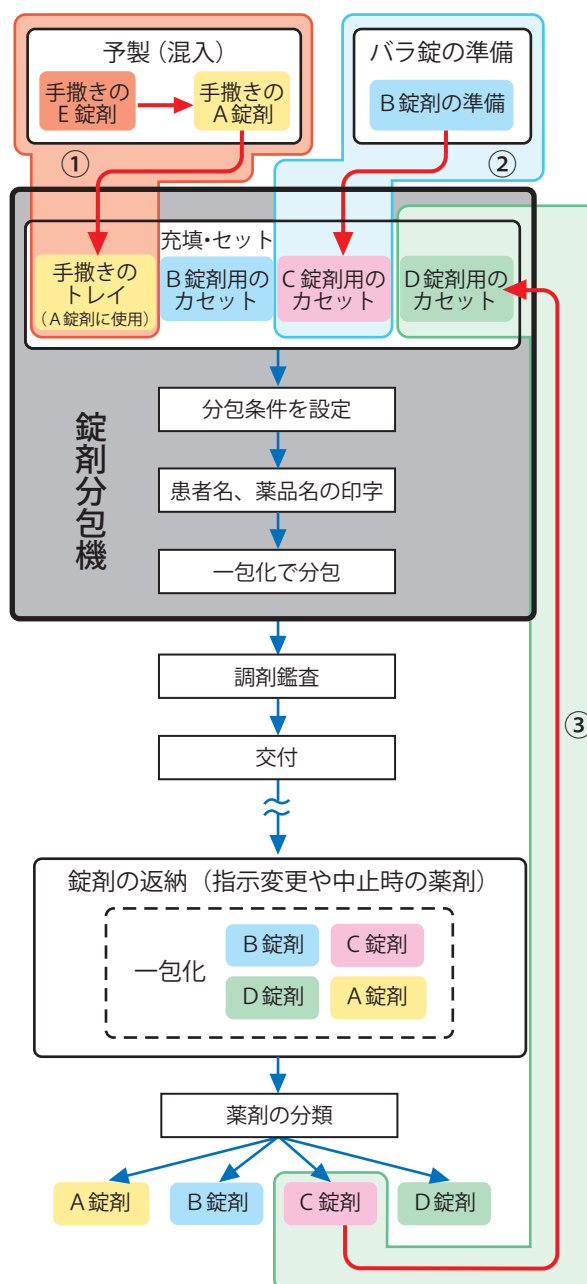 予製(混入)
手撒きの
E錠剤
手撒きの
A錠剤
①
バラ錠の準備
B錠剤の準備
②
充填・セット
手撒きの
トレイ
(A錠剤に使用)
B錠剤用の
カセット
C錠剤用の
カセット
D錠剤用の
カセット
錠剤分包機
分包条件を設定
患者名、薬品名の印字
一包化で分包
調剤鑑査
③
交付
錠剤の返納(指示変更や中止時の薬剤)
一包化
B錠剤
C錠剤
D錠剤
A錠剤
薬剤の分類
A錠剤
B錠剤
C錠剤
D錠剤